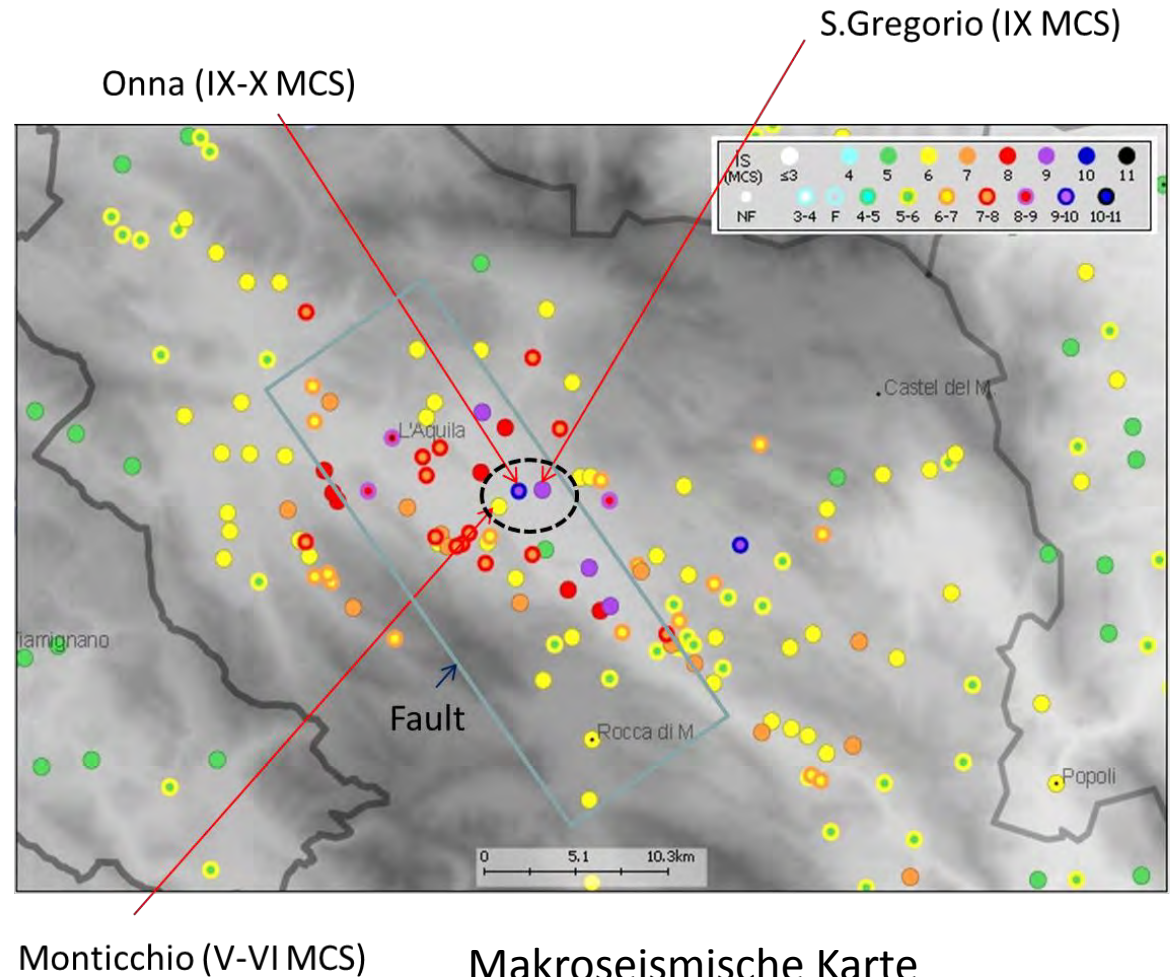 S.Gregorio (IX MCS)
Onna (IX-X MCS)
IS
(MCS)
≤3 4 5 6 7 8 9 10 11
NF 3-4 F 4-5 5-6 6-7 7-8 8-9 9-10 10-11
Castel del M.
L'Aquila
iamignano
Fault
Rocca di M
Popoli
0 5.1 10.3km
Monticchio (V-VI MCS)
Makroseismische Karte